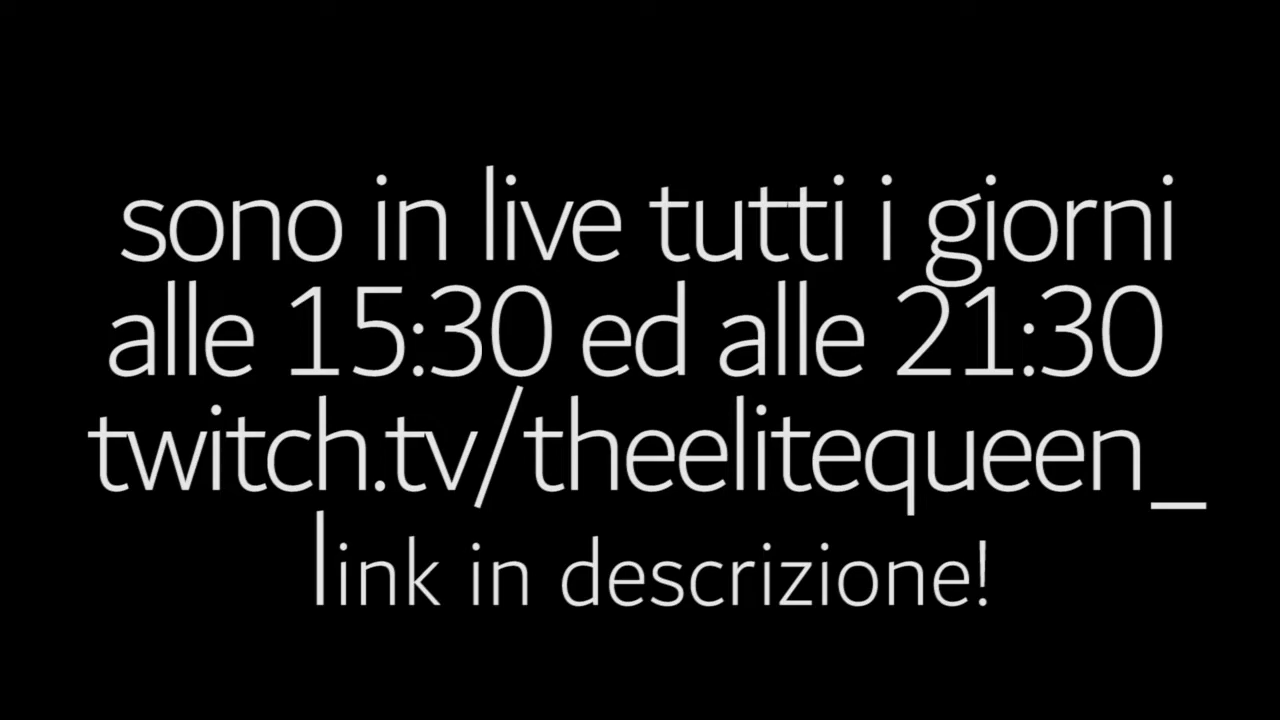 sono in live tutti i giorni
alle 15:30 ed alle 21:30
twitch.tv/theelitequeen_
link in descrizione!